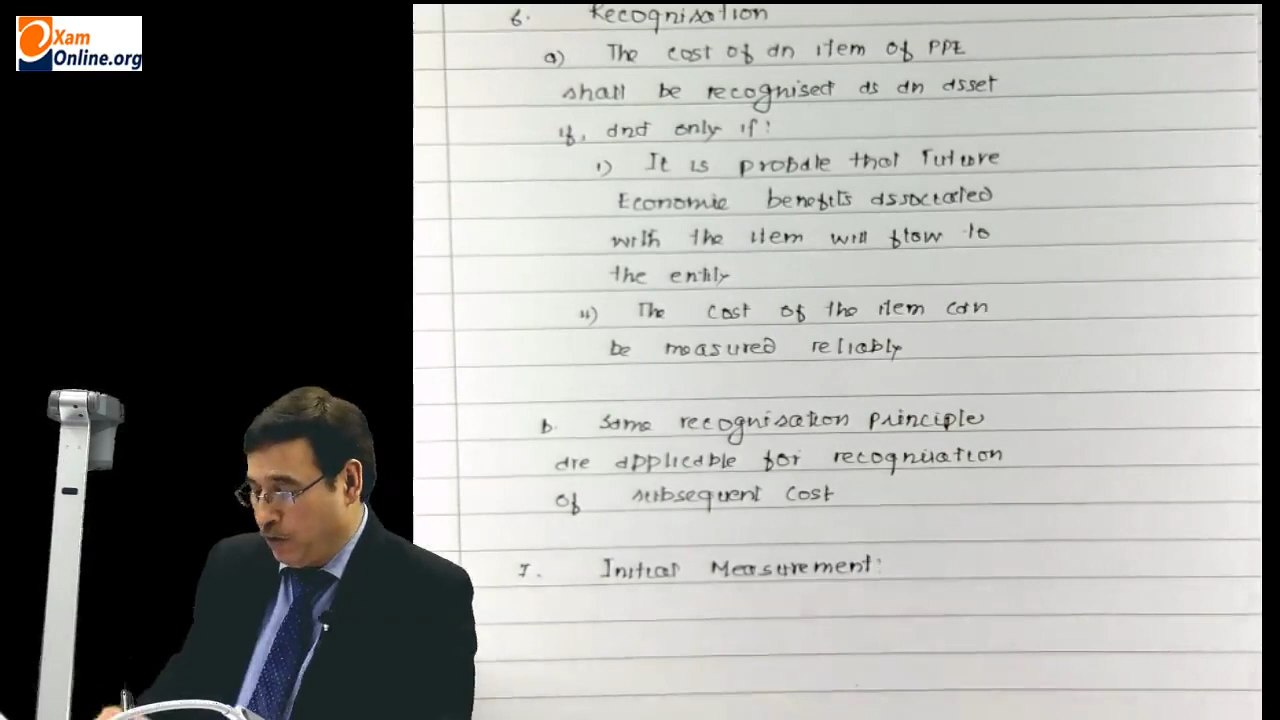 Xam
Online.org
6. Recognisation
a) The cost of an item of PPE
shall be recognised as an asset
if, and only if:
i) It is probale that Future
Economic benefits associated
with the item will flow to
the entity
ii) The cost of the item can
be measured reliably
b. Same recognisation principle
are applicable for recognisation
of subsequent cost
7. Initial Measurement: